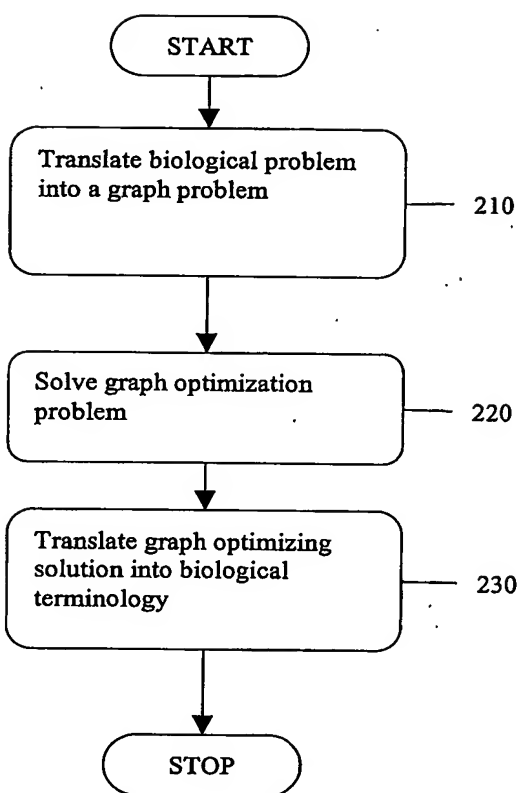 START
Translate biological problem
into a graph problem
210
Solve graph optimization
problem
220
Translate graph optimizing
solution into biological
terminology
230
STOP